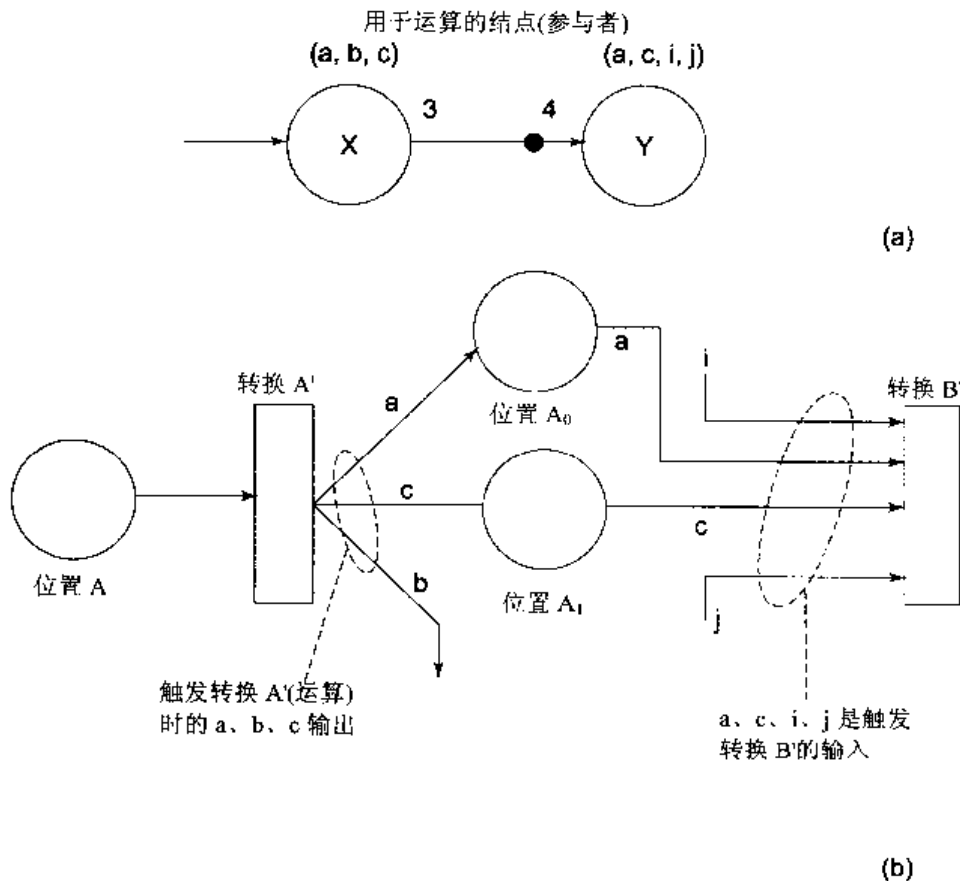 用于运算的结点(参与者)
(a, b, c)
(a, c, i, j)
3
4
X
Y
(a)
a
i
转换 A'
转换 B'
a
位置 A₀
c
c
位置 A
b
位置 A₁
j
触发转换 A'(运算)
时的 a、b、c 输出
a、c、i、j 是触发
转换 B'的输入
(b)